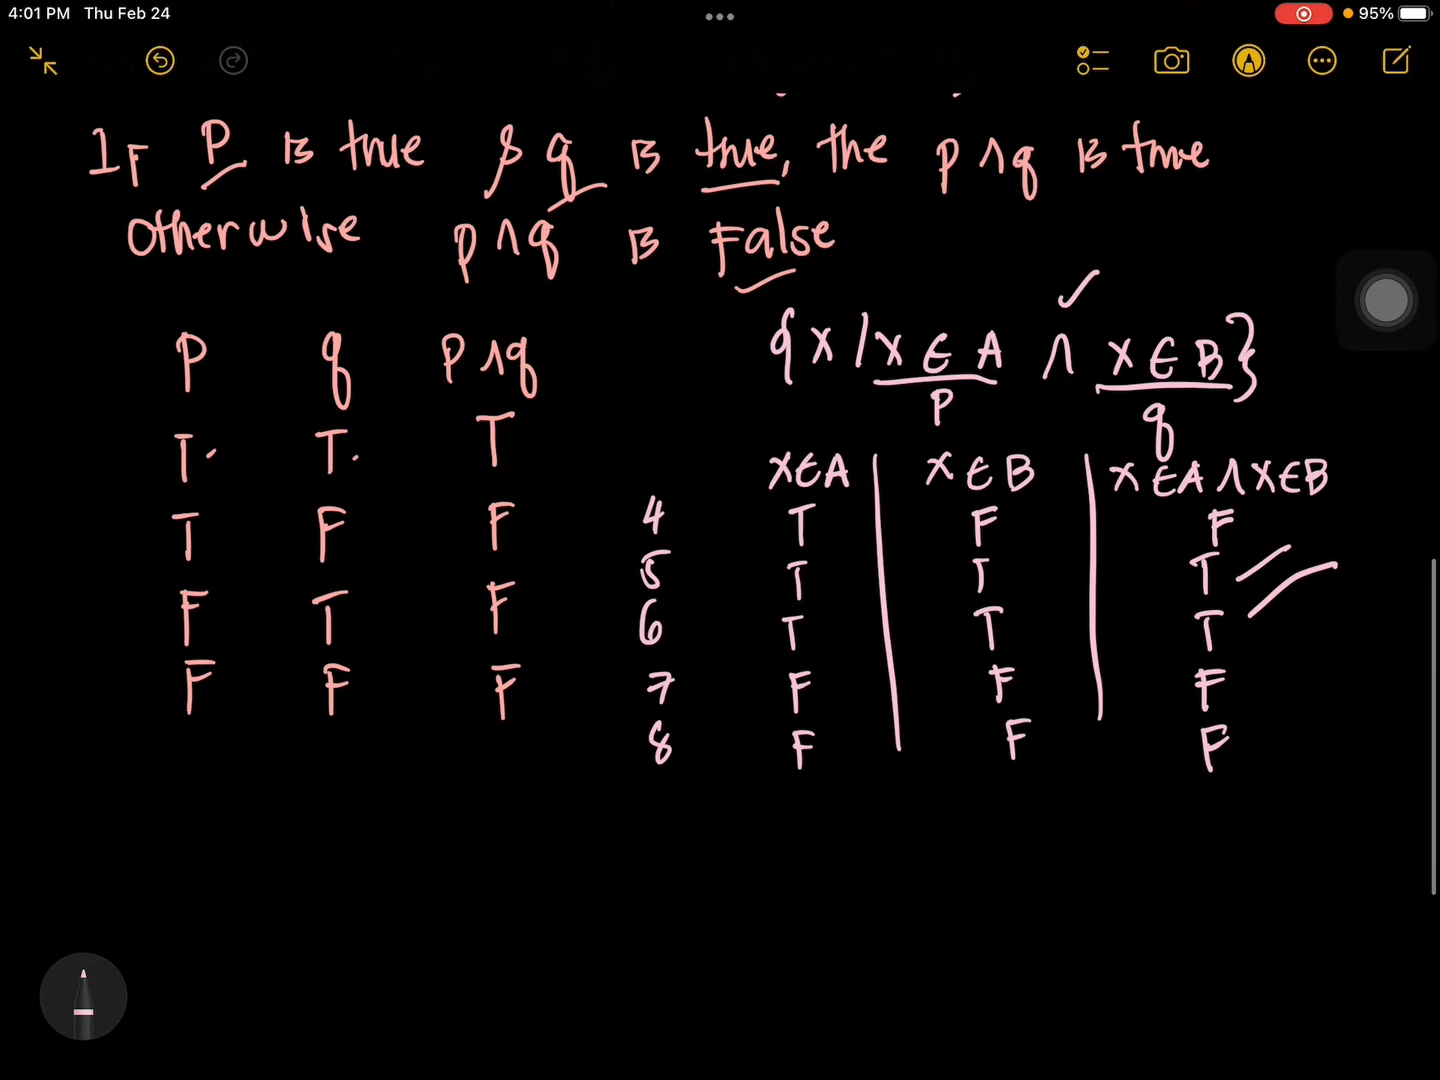 4:01 PM Thu Feb 24
95%
IF P is true & q is true, the p ∧ q is true
otherwise p ∧ q is False
p q p ∧ q
T T T
T F F
F T F
F F F
{x / x ∈ A ∧ x ∈ B}
p q
x ∈ A x ∈ B x ∈ A ∧ x ∈ B
4 T F F
5 T T T
6 T T T
7 F F F
8 F F F